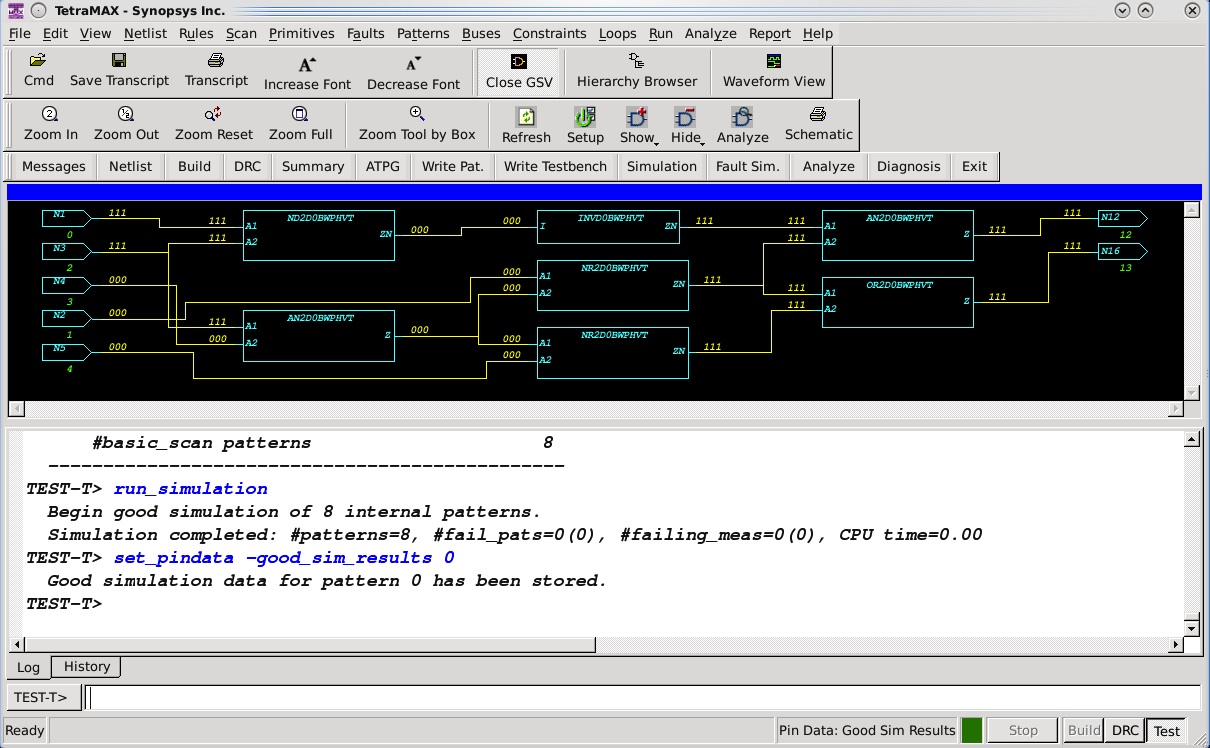 TetraMAX - Synopsys Inc.
File Edit View Netlist Rules Scan Primitives Faults Patterns Buses Constraints Loops Run Analyze Report Help
Cmd Save Transcript Transcript Increase Font Decrease Font Close GSV Hierarchy Browser Waveform View
Zoom In Zoom Out Zoom Reset Zoom Full Zoom Tool by Box Refresh Setup Show Hide Analyze Schematic
Messages Netlist Build DRC Summary ATPG Write Pat. Write Testbench Simulation Fault Sim. Analyze Diagnosis Exit
N1 111 111 A1 ND2D0BWPHVT ZN 000 000 I INVD0BWPHVT ZN 111 111 A1 AN2D0BWPHVT Z 111 111 N12
0 12
N3 111 111 A2 111 A2 111 N16
2 13
N4 000 000 A1 NR2D0BWPHVT ZN 111 111 A1 OR2D0BWPHVT Z 111
3 000 A2 111 A2
N2 000 111 A1 AN2D0BWPHVT Z 000
1 000 A2
N5 000 000 A1 NR2D0BWPHVT ZN 111
4 000 A2
#basic_scan patterns 8
-----------------------------------------------
TEST-T> run_simulation
Begin good simulation of 8 internal patterns.
Simulation completed: #patterns=8, #fail_pats=0(0), #failing_meas=0(0), CPU time=0.00
TEST-T> set_pindata -good_sim_results 0
Good simulation data for pattern 0 has been stored.
TEST-T>
Log History
TEST-T>
Ready Pin Data: Good Sim Results Stop Build DRC Test